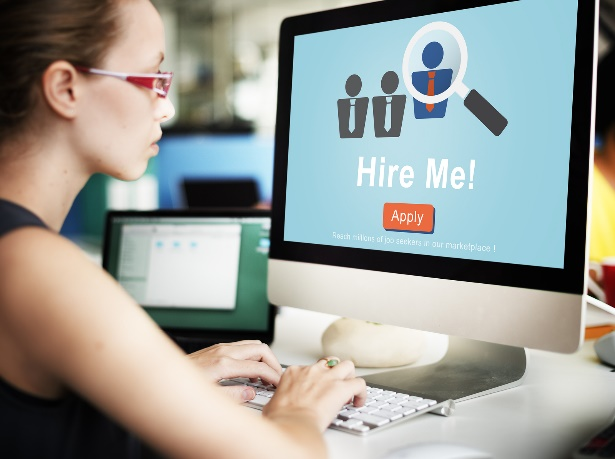 Hire Me!
Apply
Reach millions of job seekers in our marketplace !